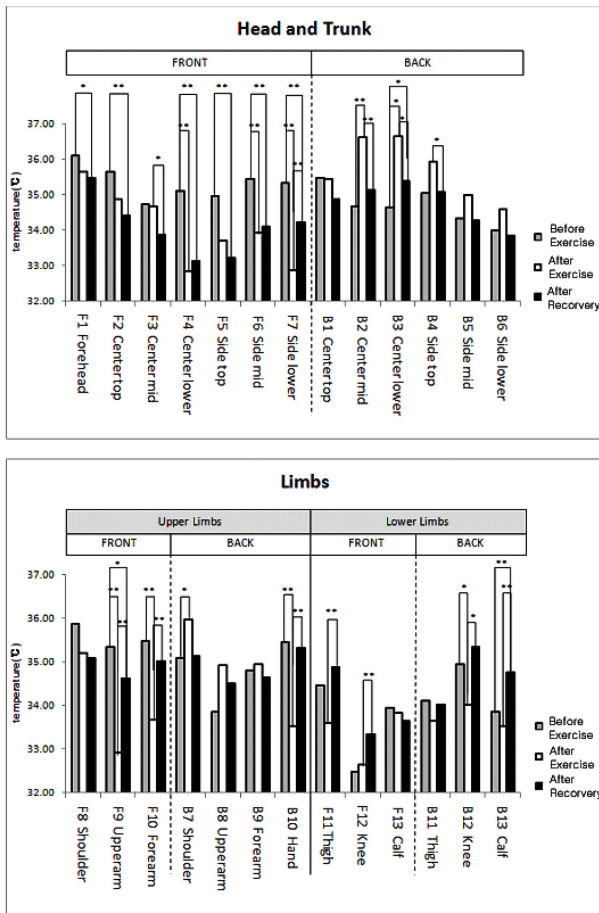 Head and Trunk
FRONT
BACK
* ** ** ** ** ** *
* ** ** ** ** ** * * ** * *
37.00
36.00
35.00
34.00
33.00
32.00
temperature(℃)
Before Exercise
After Exercise
After Recovery
F1 Forehead
F2 Center top
F3 Center mid
F4 Center lower
F5 Side top
F6 Side mid
F7 Side lower
B1 Center top
B2 Center mid
B3 Center lower
B4 Side top
B5 Side mid
B6 Side lower
Limbs
Upper Limbs
Lower Limbs
FRONT
BACK
FRONT
BACK
* **
** ** * ** ** * **
** ** ** * **
37.00
36.00
35.00
34.00
33.00
32.00
temperature(℃)
Before Exercise
After Exercise
After Recovery
F8 Shoulder
F9 Upperarm
F10 Forearm
B7 Shoulder
B8 Upperarm
B9 Forearm
B10 Hand
F11 Thigh
F12 Knee
F13 Calf
B11 Thigh
B12 Knee
B13 Calf